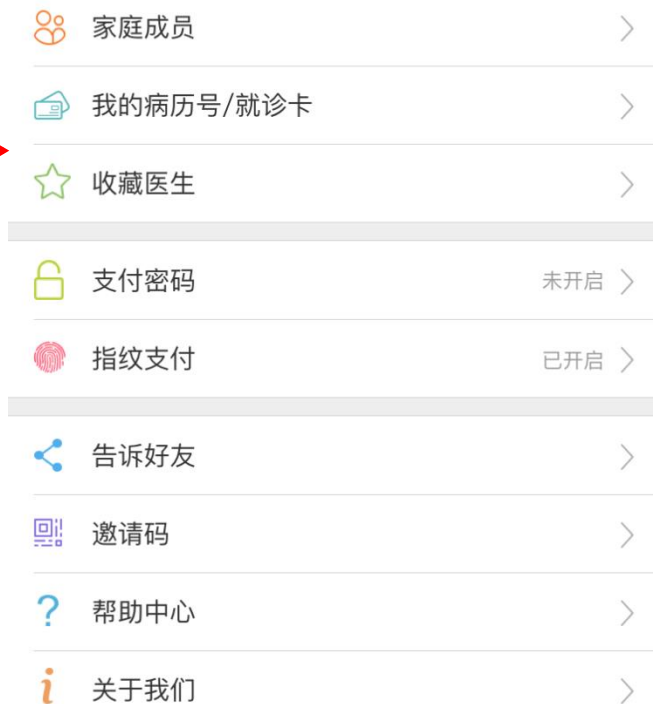 家庭成员
我的病历号/就诊卡
收藏医生
支付密码 未开启
指纹支付 已开启
告诉好友
邀请码
帮助中心
关于我们